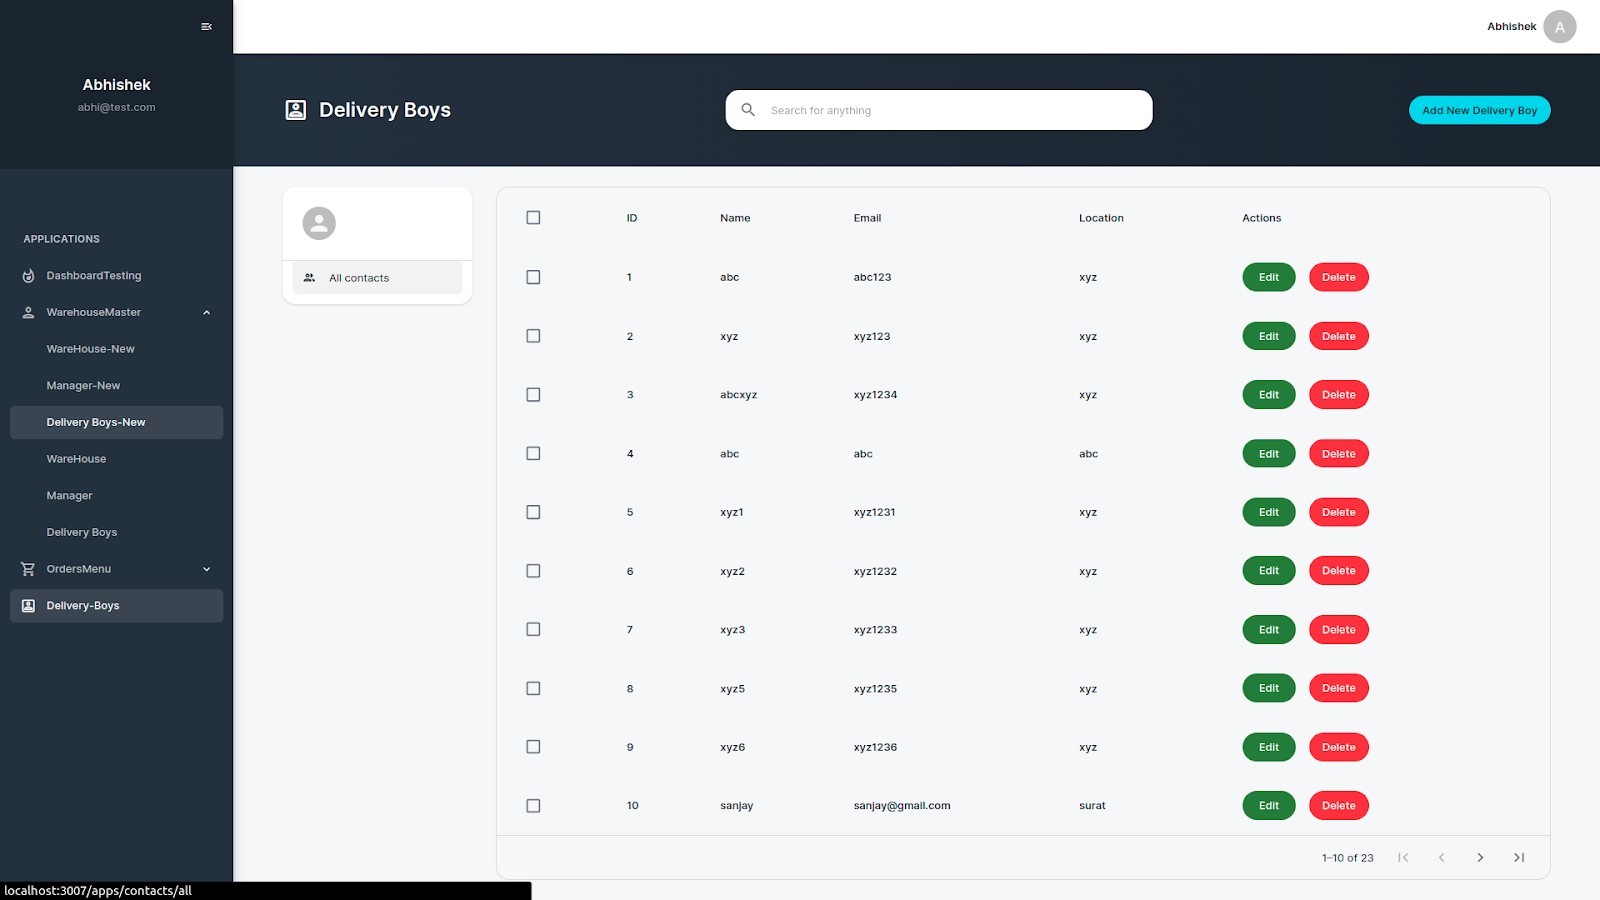 Abhishek
A
Abhishek
abhi@test.com
Delivery Boys
Search for anything
Add New Delivery Boy
APPLICATIONS
DashboardTesting
WarehouseMaster
WareHouse-New
Manager-New
Delivery Boys-New
WareHouse
Manager
Delivery Boys
OrdersMenu
Delivery-Boys
All contacts
ID Name Email Location Actions
1 abc abc123 xyz Edit Delete
2 xyz xyz123 xyz Edit Delete
3 abcxyz xyz1234 xyz Edit Delete
4 abc abc abc Edit Delete
5 xyz1 xyz1231 xyz Edit Delete
6 xyz2 xyz1232 xyz Edit Delete
7 xyz3 xyz1233 xyz Edit Delete
8 xyz5 xyz1235 xyz Edit Delete
9 xyz6 xyz1236 xyz Edit Delete
10 sanjay sanjay@gmail.com surat Edit Delete
1–10 of 23
localhost:3007/apps/contacts/all